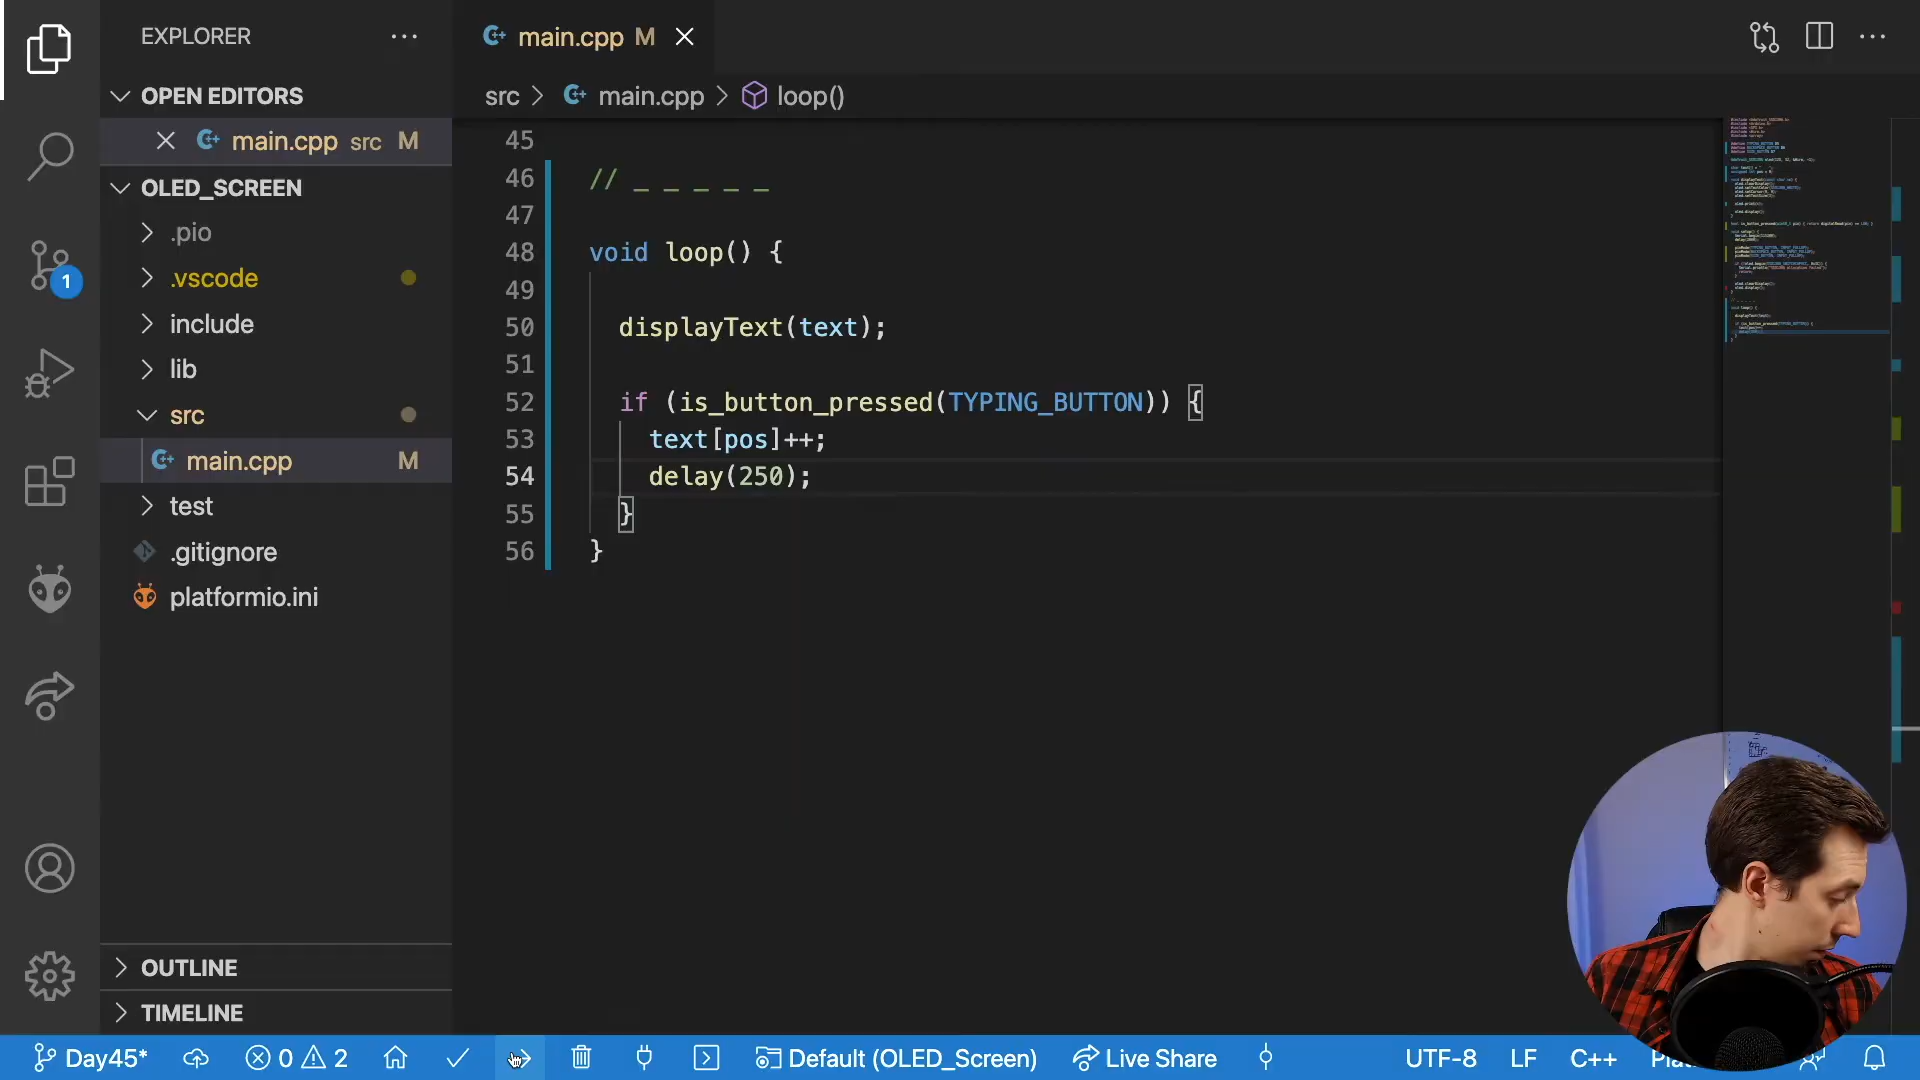 EXPLORER
OPEN EDITORS
main.cpp src M
OLED_SCREEN
.pio
.vscode
include
lib
src
main.cpp M
test
.gitignore
platformio.ini
OUTLINE
TIMELINE
1
main.cpp M
src > main.cpp > loop()
45
46 // _ _ _ _ _
47
48 void loop() {
49
50 displayText(text);
51
52 if (is_button_pressed(TYPING_BUTTON)) {
53 text[pos]++;
54 delay(250);
55 }
56 }
Day45* 0 2 Default (OLED_Screen) Live Share UTF-8 LF C++